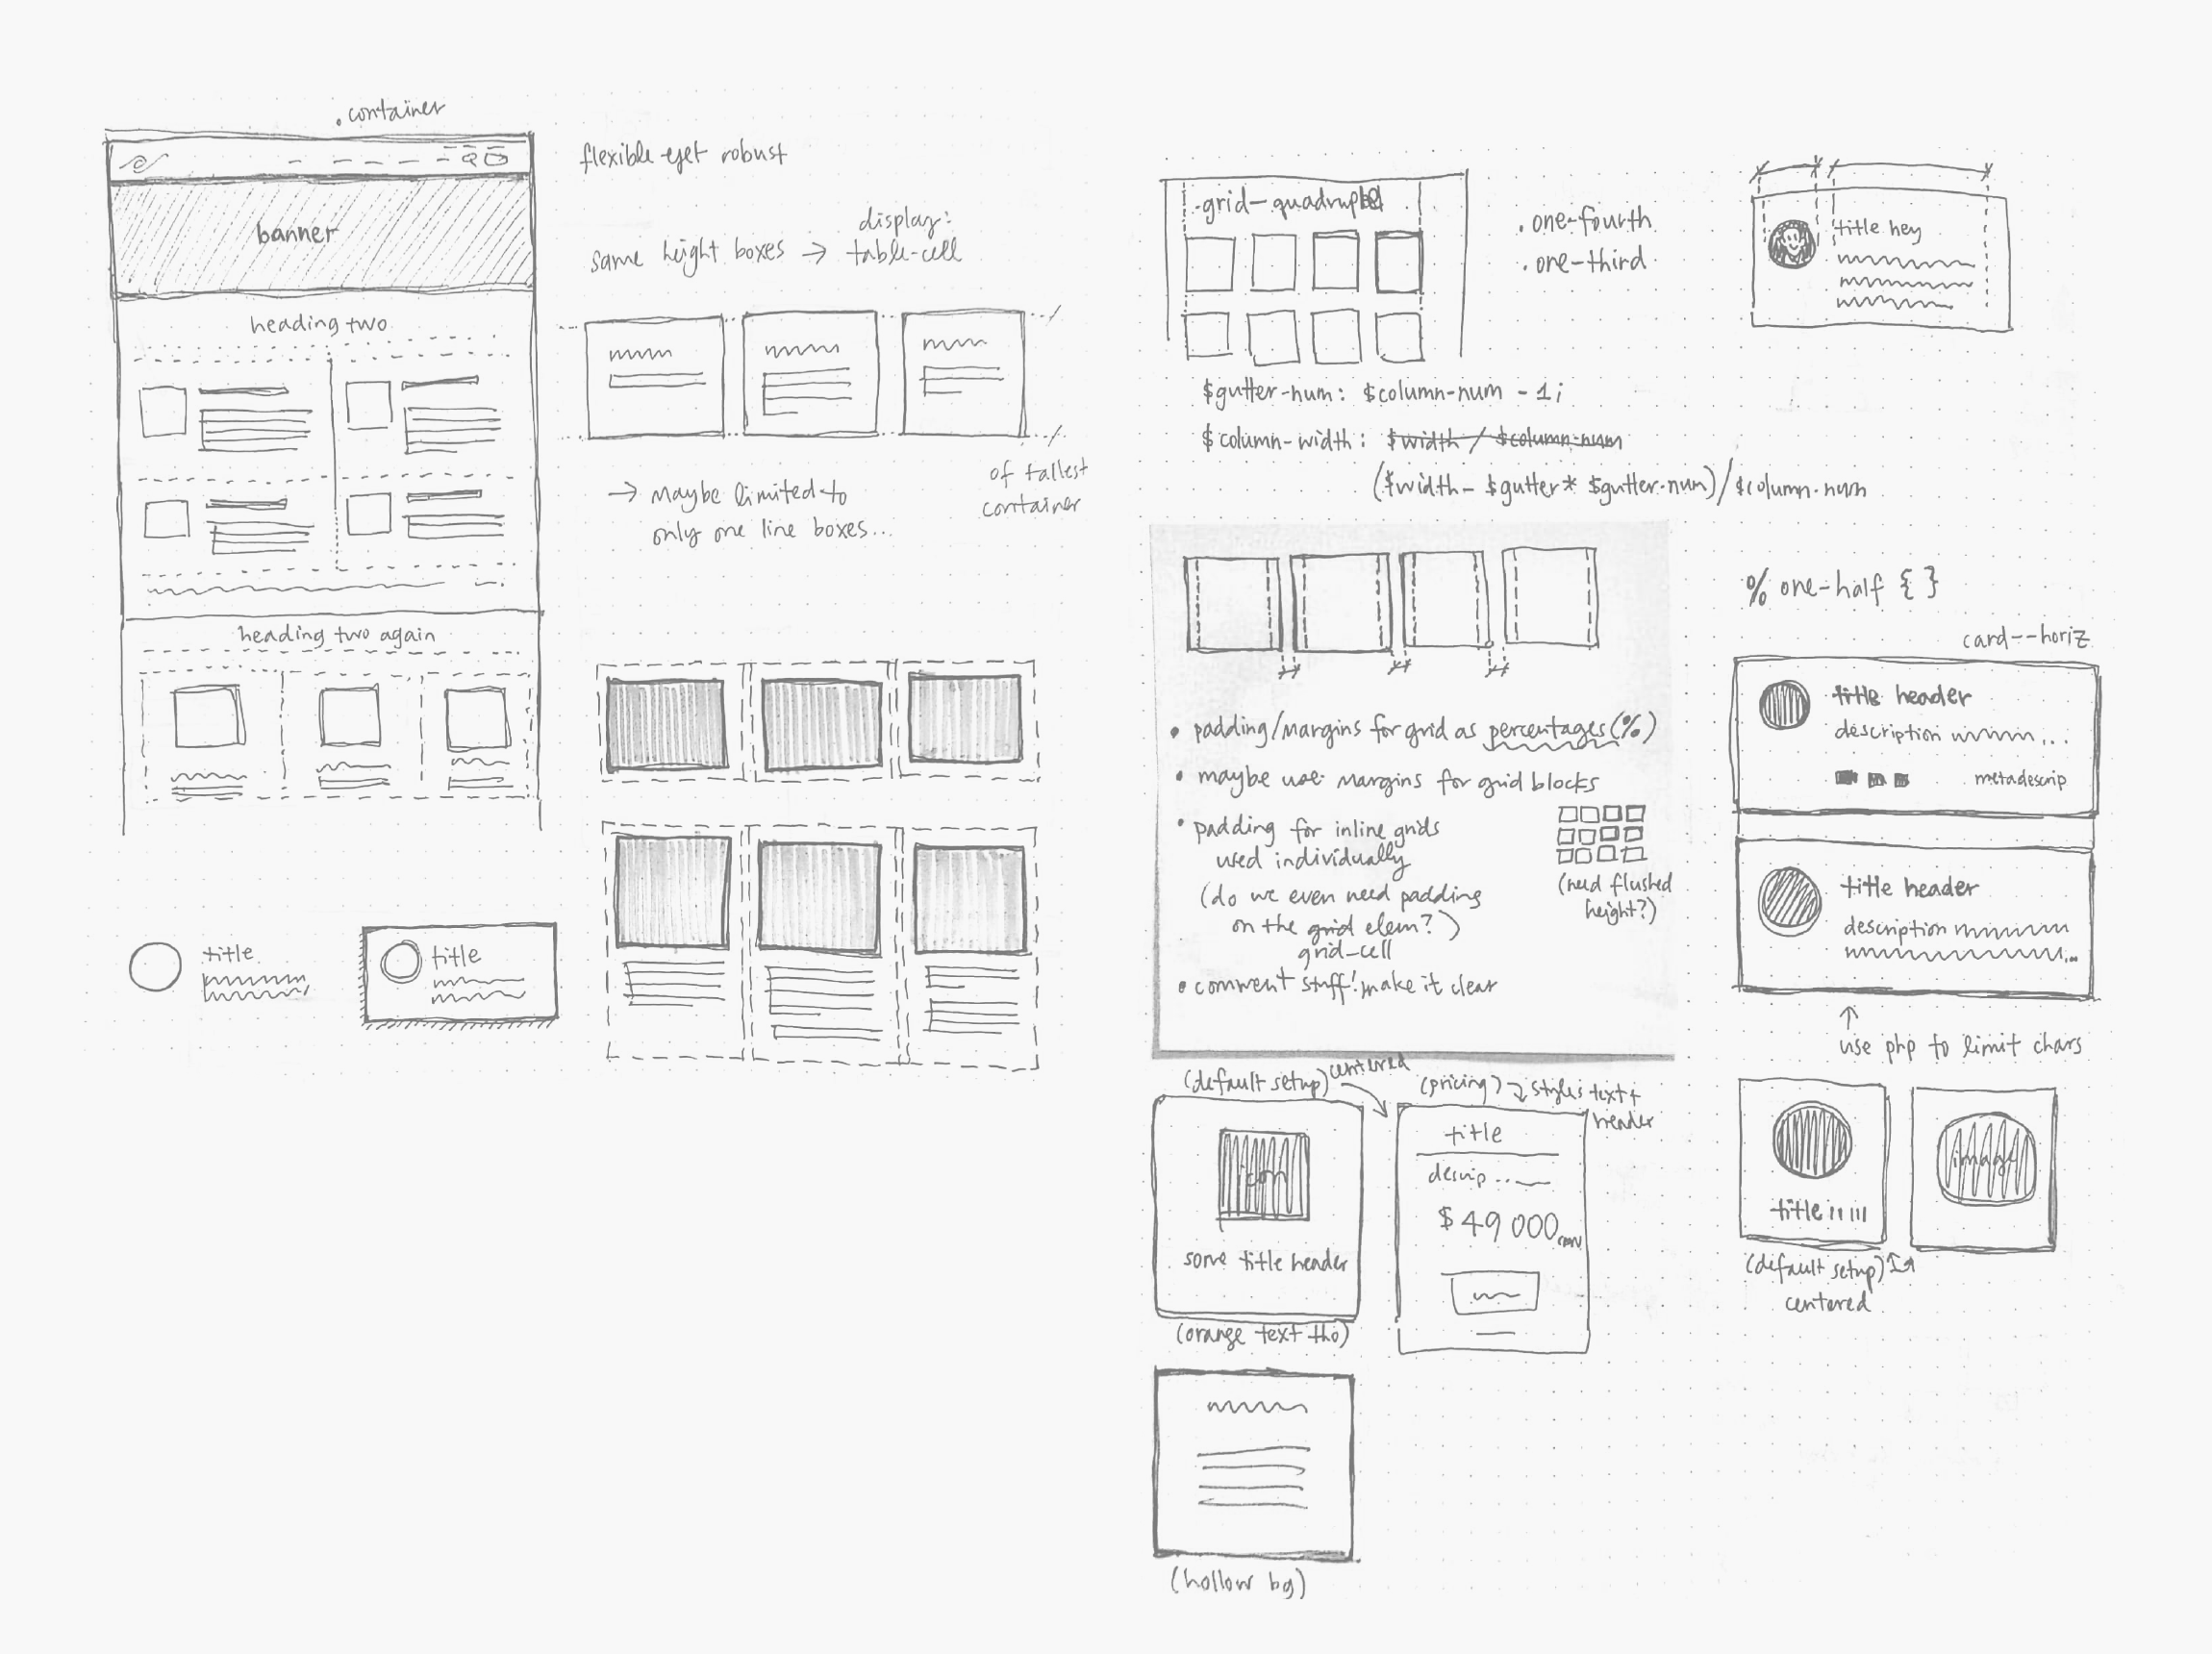 .container
banner
heading two
heading two again
title
title
flexible yet robust
same height boxes → display:
table-cell
of tallest
container
→ Maybe limited to
only one line boxes...
.grid-quadruple
. one-fourth
. one-third
title hey
$gutter-num: $column-num - 1;
$column-width: $width / $column-num
($width- $gutter* $gutter-num)/$column-num
• padding/margins for grid as percentages(%)
• maybe use margins for grid blocks
• padding for inline grids
used individually
(do we even need padding
on the grid elem?)
grid-cell
(need flushed
height?)
• comment stuff! make it clear
% one-half { }
card--horiz
title header
description ...
metadescrip
title header
description
...
↑
use php to limit chars
(default setup)
centered
icon
some title header
(orange text tho)
(pricing) → styles text +
header
title
descrip ..
$49 000
title
image
(default setup)
centered
(hollow bg)